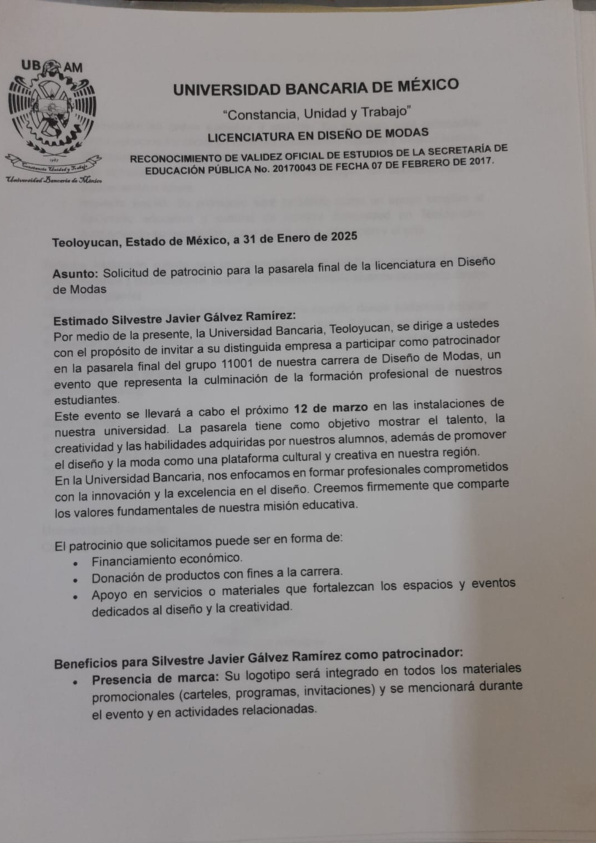 UB AM
Constancia Unidad y Trabajo
Universidad Bancaria de México
UNIVERSIDAD BANCARIA DE MÉXICO
“Constancia, Unidad y Trabajo”
LICENCIATURA EN DISEÑO DE MODAS
RECONOCIMIENTO DE VALIDEZ OFICIAL DE ESTUDIOS DE LA SECRETARÍA DE
EDUCACIÓN PÚBLICA No. 20170043 DE FECHA 07 DE FEBRERO DE 2017.
Teoloyucan, Estado de México, a 31 de Enero de 2025
Asunto: Solicitud de patrocinio para la pasarela final de la licenciatura en Diseño
de Modas
Estimado Silvestre Javier Gálvez Ramírez:
Por medio de la presente, la Universidad Bancaria, Teoloyucan, se dirige a ustedes
con el propósito de invitar a su distinguida empresa a participar como patrocinador
en la pasarela final del grupo 11001 de nuestra carrera de Diseño de Modas, un
evento que representa la culminación de la formación profesional de nuestros
estudiantes.
Este evento se llevará a cabo el próximo 12 de marzo en las instalaciones de
nuestra universidad. La pasarela tiene como objetivo mostrar el talento, la
creatividad y las habilidades adquiridas por nuestros alumnos, además de promover
el diseño y la moda como una plataforma cultural y creativa en nuestra región.
En la Universidad Bancaria, nos enfocamos en formar profesionales comprometidos
con la innovación y la excelencia en el diseño. Creemos firmemente que comparte
los valores fundamentales de nuestra misión educativa.
El patrocinio que solicitamos puede ser en forma de:
• Financiamiento económico.
• Donación de productos con fines a la carrera.
• Apoyo en servicios o materiales que fortalezcan los espacios y eventos
dedicados al diseño y la creatividad.
Beneficios para Silvestre Javier Gálvez Ramírez como patrocinador:
• Presencia de marca: Su logotipo será integrado en todos los materiales
promocionales (carteles, programas, invitaciones) y se mencionará durante
el evento y en actividades relacionadas.